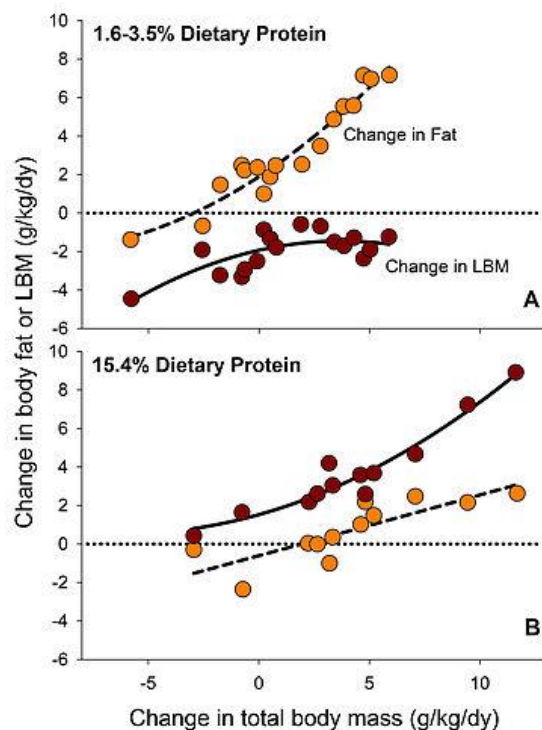 10
1.6-3.5% Dietary Protein
8
6
4
Change in Fat
2
0
-2
Change in LBM
-4
A
-6
10
15.4% Dietary Protein
8
6
4
2
0
-2
-4
B
-6
-5 0 5 10
Change in total body mass (g/kg/dy)
Change in body fat or LBM (g/kg/dy)